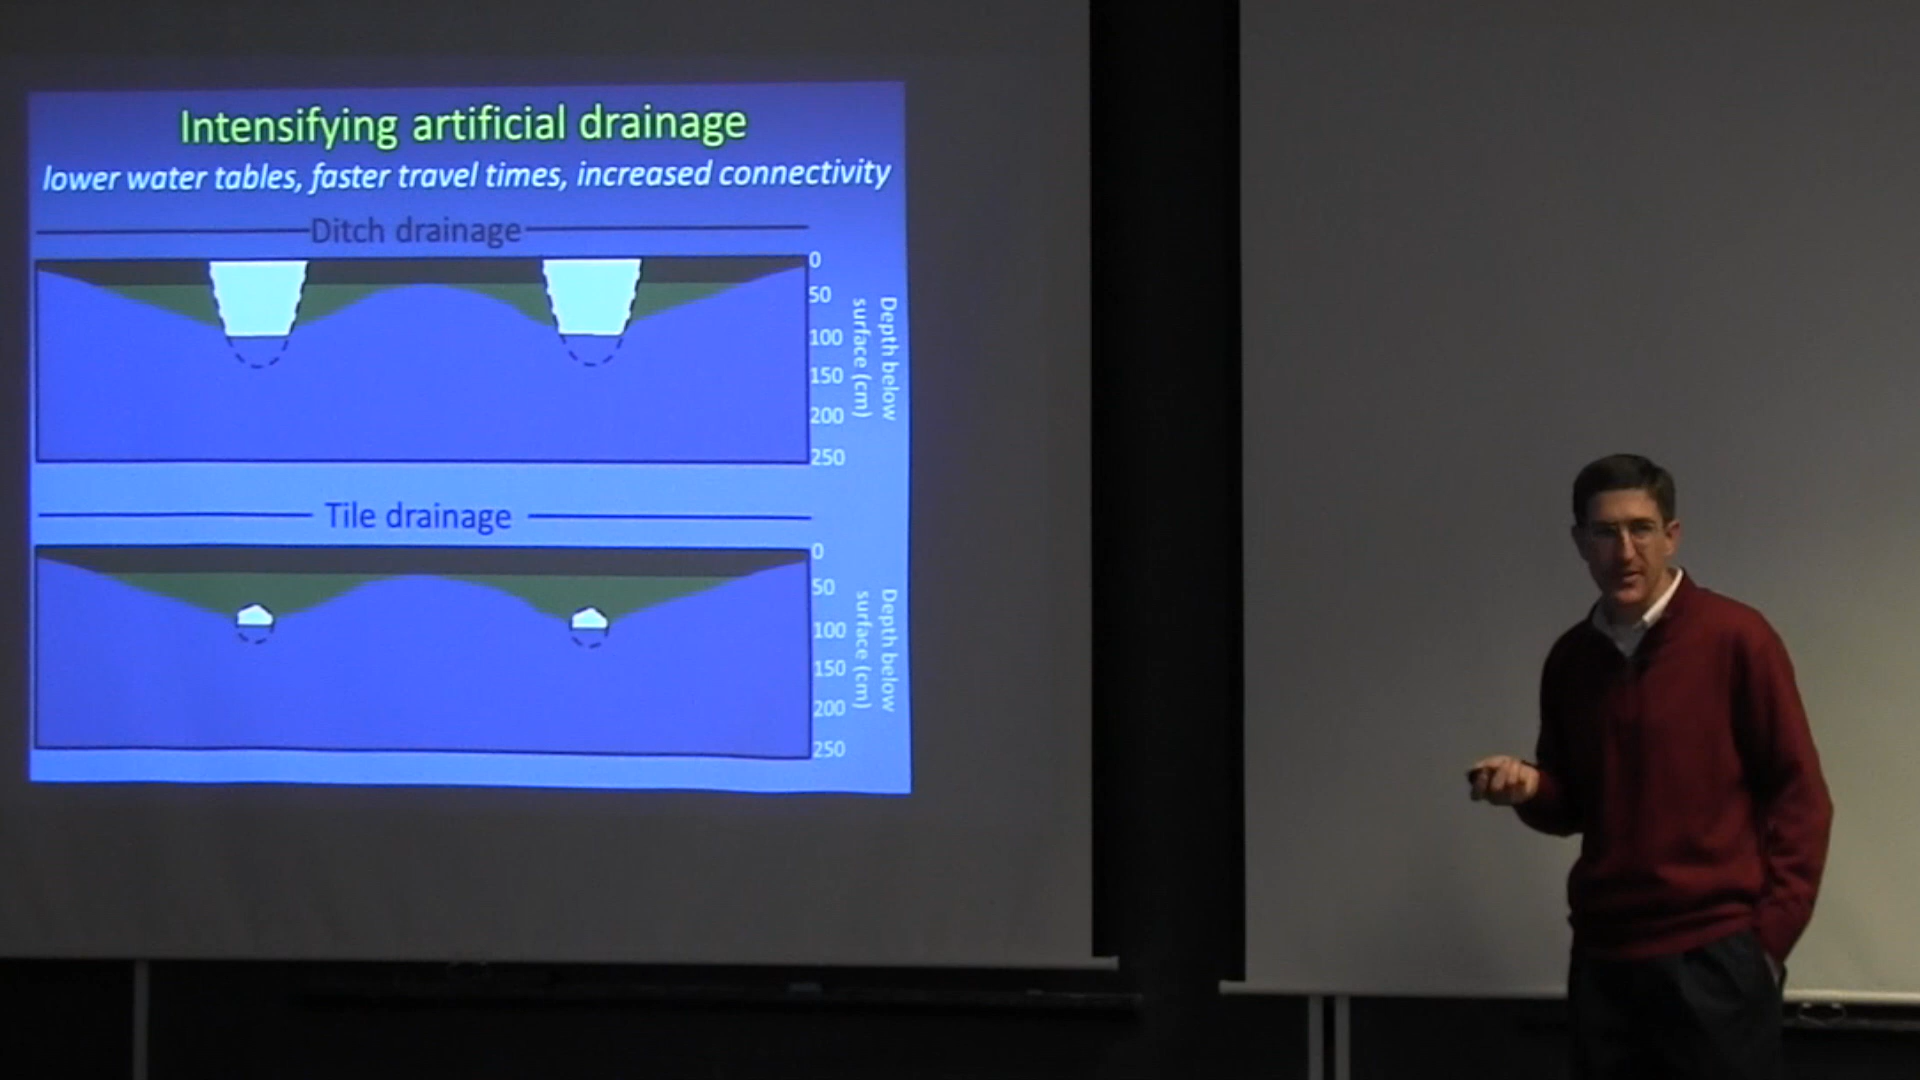 Intensifying artificial drainage
lower water tables, faster travel times, increased connectivity
Ditch drainage
0
50
100
150
200
250
Depth below
surface (cm)
Tile drainage
0
50
100
150
200
250
Depth below
surface (cm)